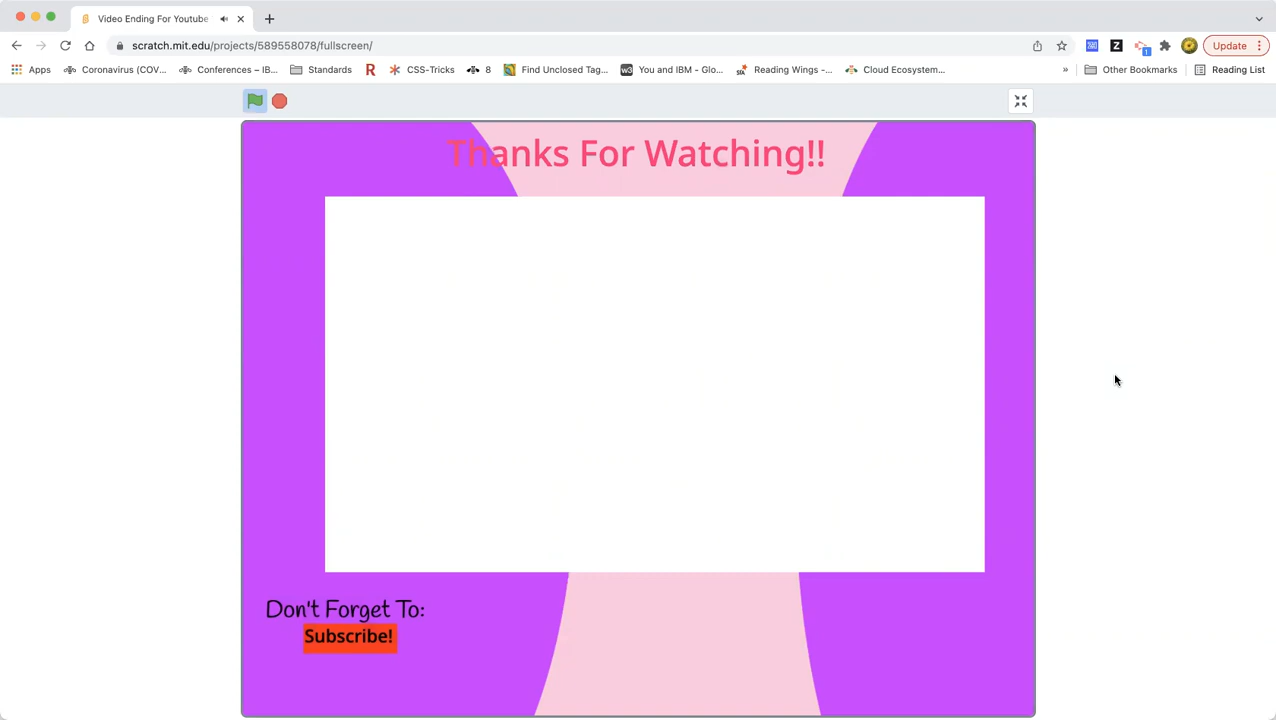 Video Ending For Youtube
scratch.mit.edu/projects/589558078/fullscreen/
Update
Apps
Coronavirus (COV...
Conferences – IB...
Standards
R
CSS-Tricks
8
Find Unclosed Tag...
w3
You and IBM - Glo...
Reading Wings -...
Cloud Ecosystem...
»
Other Bookmarks
Reading List
Thanks For Watching!!
Don't Forget To:
Subscribe!